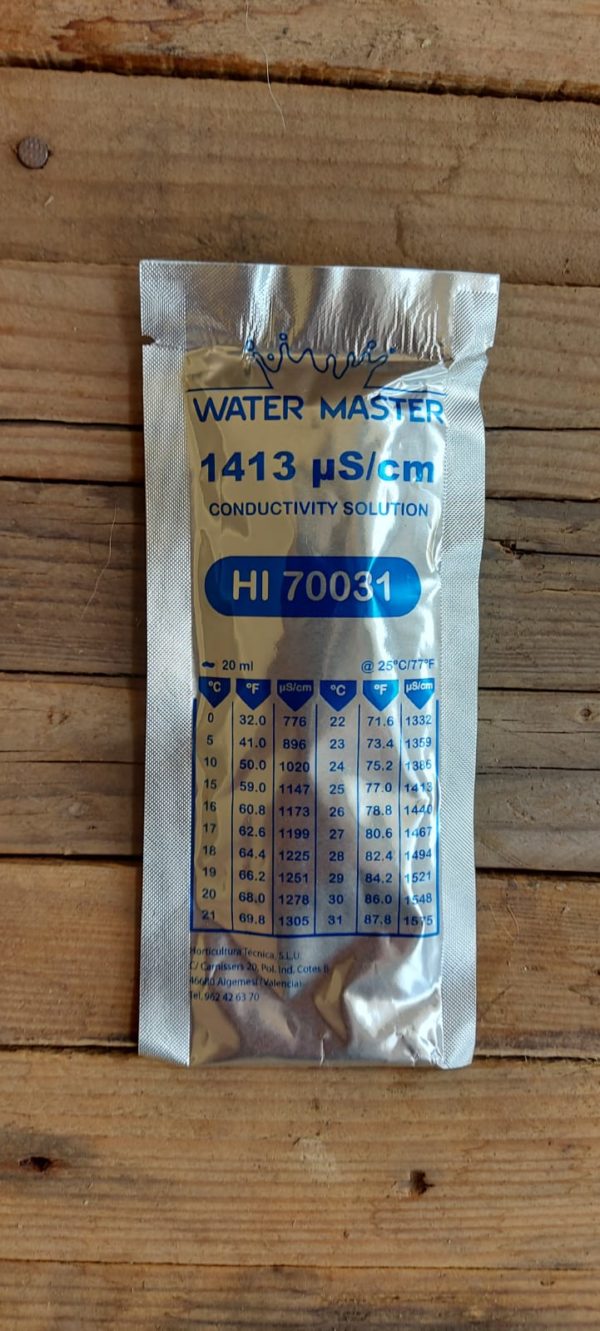 WATER MASTER
1413 µS/cm
CONDUCTIVITY SOLUTION
HI 70031
~ 20 ml @ 25°C/77°F
°C °F µS/cm °C °F µS/cm
0 32.0 776 22 71.6 1332
5 41.0 896 23 73.4 1359
10 50.0 1020 24 75.2 1386
15 59.0 1147 25 77.0 1413
16 60.8 1173 26 78.8 1440
17 62.6 1199 27 80.6 1467
18 64.4 1225 28 82.4 1494
19 66.2 1251 29 84.2 1521
20 68.0 1278 30 86.0 1548
21 69.8 1305 31 87.8 1575
Horticultura Tecnica, S.L.U.
C/ Carnissers 20, Pol. Ind. Cotes B
46680 Algemesí (Valencia)
Tel. 962 42 63 70